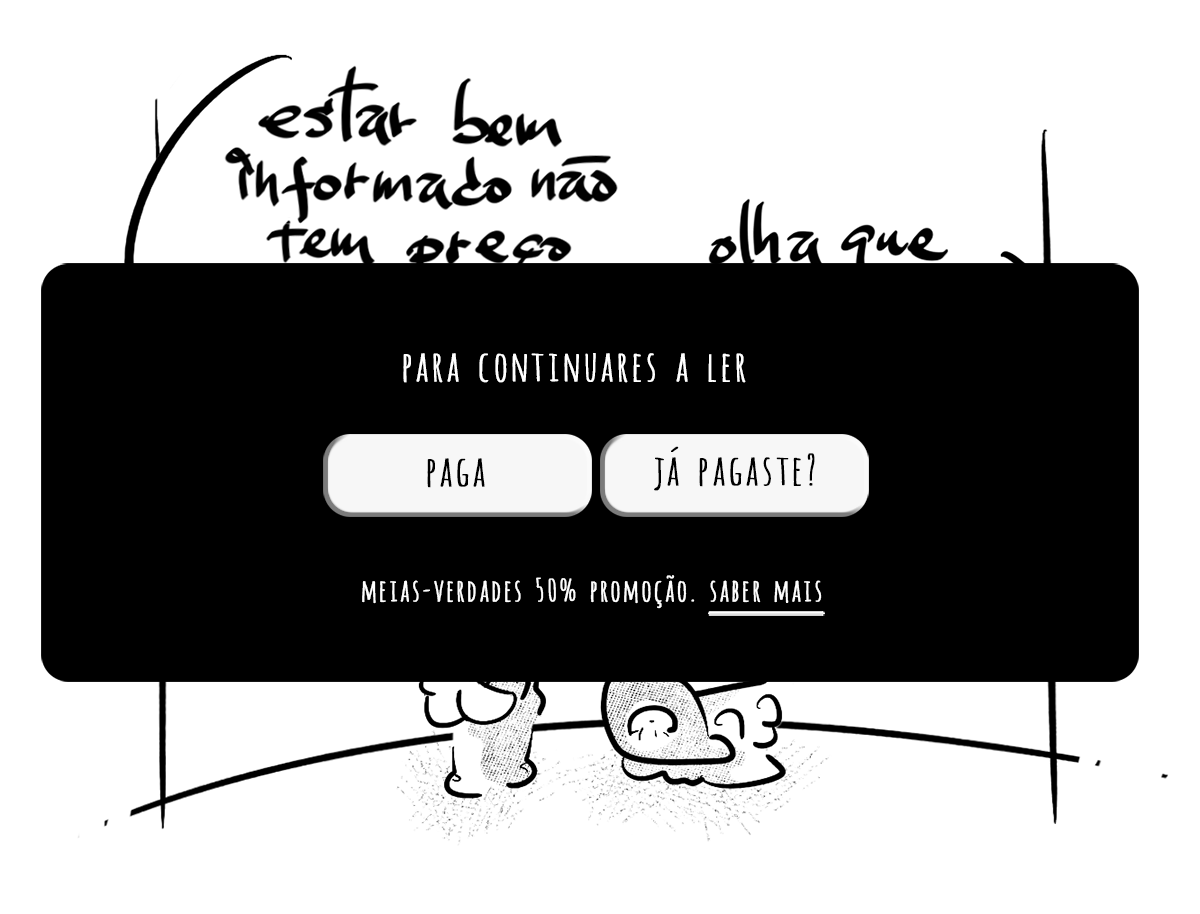 estar bem
informado não
tem preço
olha que
PARA CONTINUARES A LER
PAGA
JÁ PAGASTE?
MEIAS-VERDADES 50% PROMOÇÃO. SABER MAIS